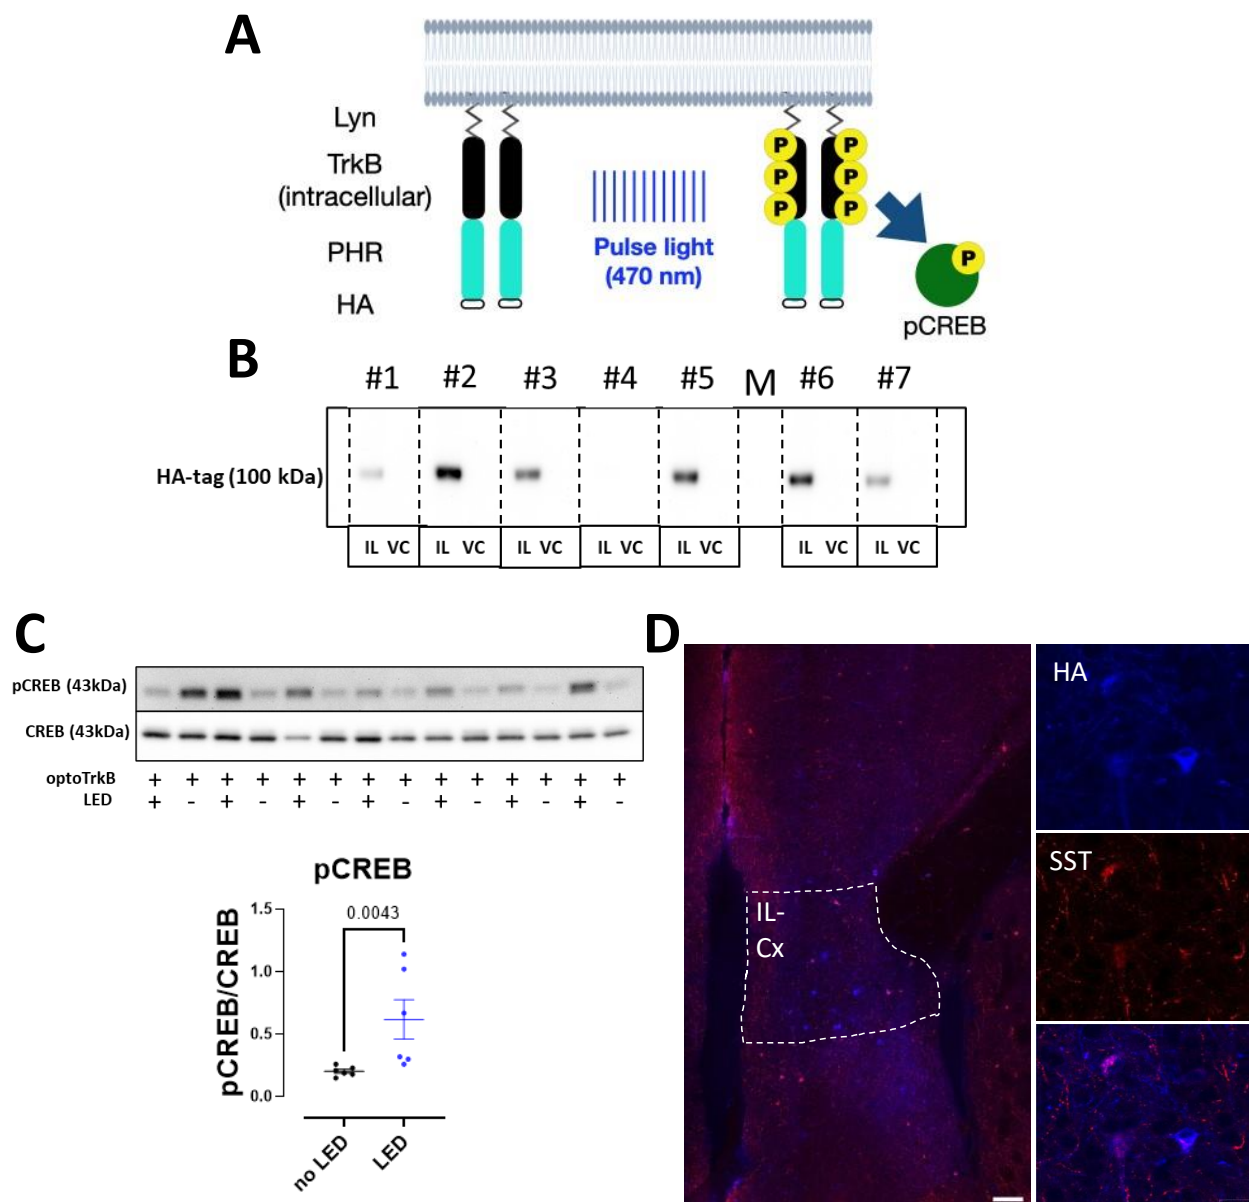 A
Lyn
TrkB
(intracellular)
PHR
HA
Pulse light
(470 nm)
P P
P P
P P
P
pCREB
B
#1 #2 #3 #4 #5 M #6 #7
HA-tag (100 kDa)
IL VC IL VC IL VC IL VC IL VC IL VC IL VC
C
pCREB (43kDa)
CREB (43kDa)
optoTrkB + + + + + + + + + + + + + +
LED + - + - + - + - + - + - + -
pCREB
0.0043
pCREB/CREB
1.5
1.0
0.5
0.0
no LED
LED
D
IL-
Cx
HA
SST